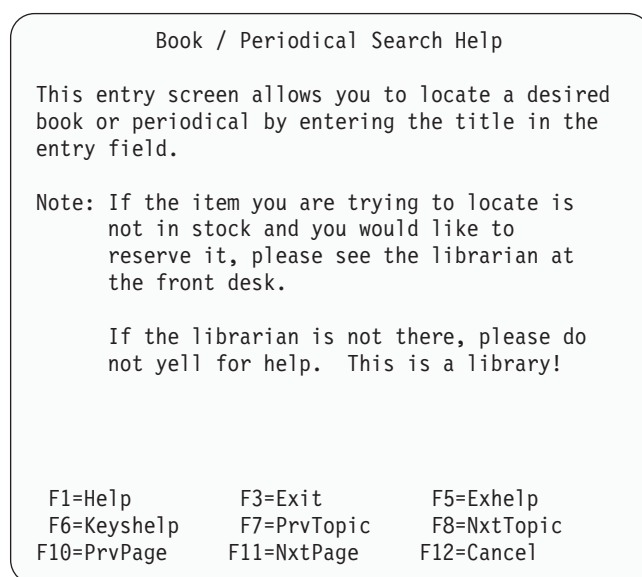 Book / Periodical Search Help
This entry screen allows you to locate a desired
book or periodical by entering the title in the
entry field.
Note: If the item you are trying to locate is
not in stock and you would like to
reserve it, please see the librarian at
the front desk.
If the librarian is not there, please do
not yell for help.  This is a library!
F1=Help F3=Exit F5=Exhelp
F6=Keyshelp F7=PrvTopic F8=NxtTopic
F10=PrvPage F11=NxtPage F12=Cancel